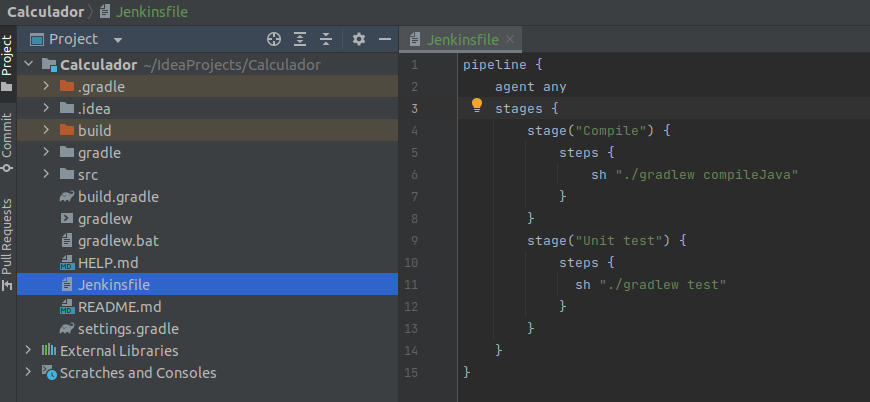 Calculador Jenkinsfile
Project
Commit
Pull Requests
Project
Calculador ~/IdeaProjects/Calculador
.gradle
.idea
build
gradle
src
build.gradle
gradlew
gradlew.bat
MD HELP.md
Jenkinsfile
MD README.md
settings.gradle
External Libraries
Scratches and Consoles
Jenkinsfile
1 pipeline {
2 agent any
3 stages {
4 stage("Compile") {
5 steps {
6 sh "./gradlew compileJava"
7 }
8 }
9 stage("Unit test") {
10 steps {
11 sh "./gradlew test"
12 }
13 }
14 }
15 }